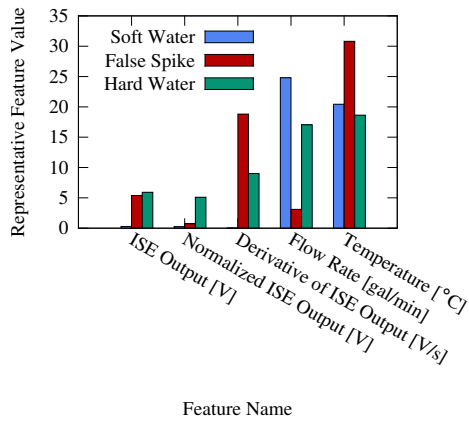 Representative Feature Value
35
30
25
20
15
10
5
0
Soft Water
False Spike
Hard Water
ISE Output [V]
Normalized ISE Output [V]
Derivative of ISE Output [V/s]
Flow Rate [gal/min]
Temperature [°C]
Feature Name